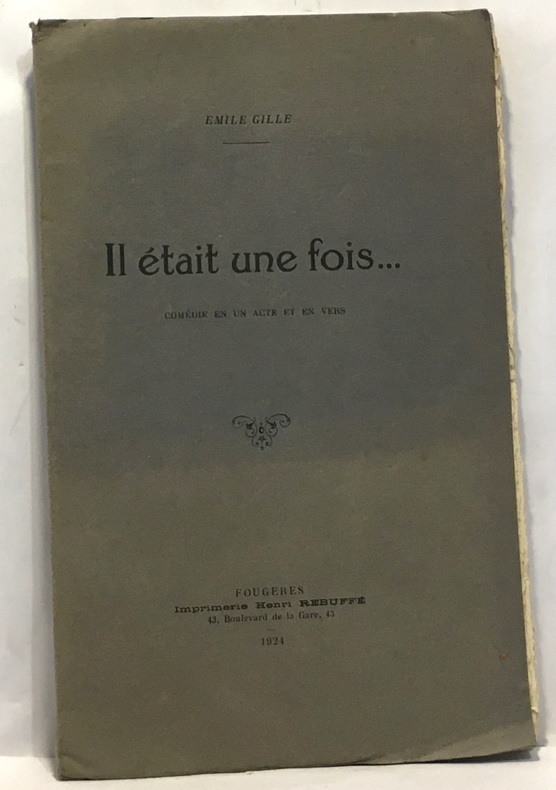 EMILE GILLE
Il était une fois...
COMÉDIE EN UN ACTE ET EN VERS
FOUGERES
Imprimerie Henri REBUFFÉ
43, Boulevard de la Gare, 43
1924